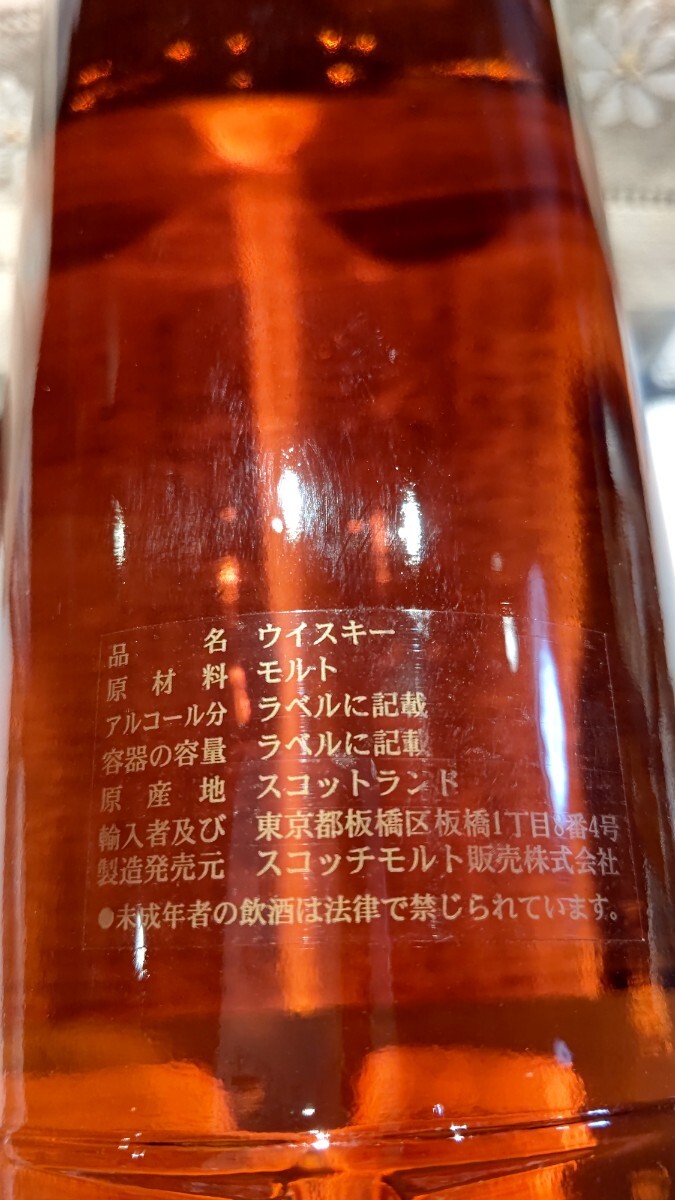 品名 ウイスキー
原材料 モルト
アルコール分 ラベルに記載
容器の容量 ラベルに記載
原産地 スコットランド
輸入者及び 東京都板橋区板橋1丁目8番4号
製造発売元 スコッチモルト販売株式会社
●未成年者の飲酒は法律で禁じられています。